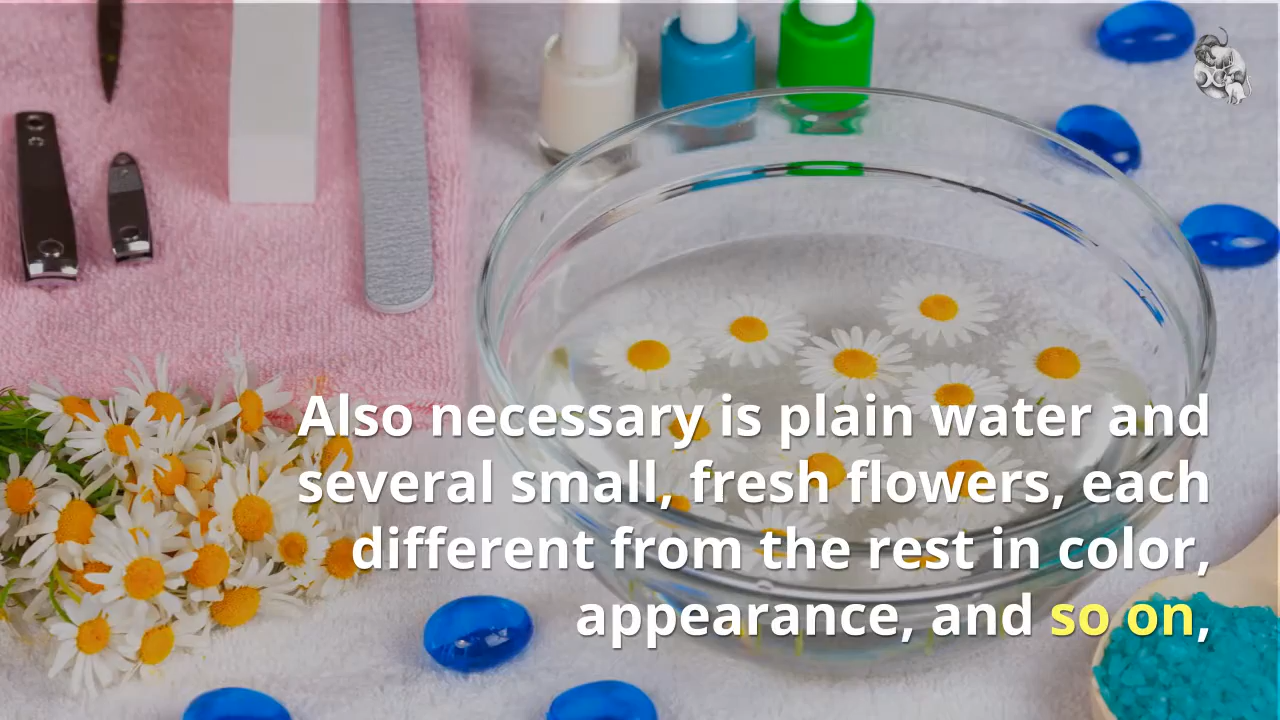 Also necessary is plain water and
several small, fresh flowers, each
different from the rest in color,
appearance, and so on,